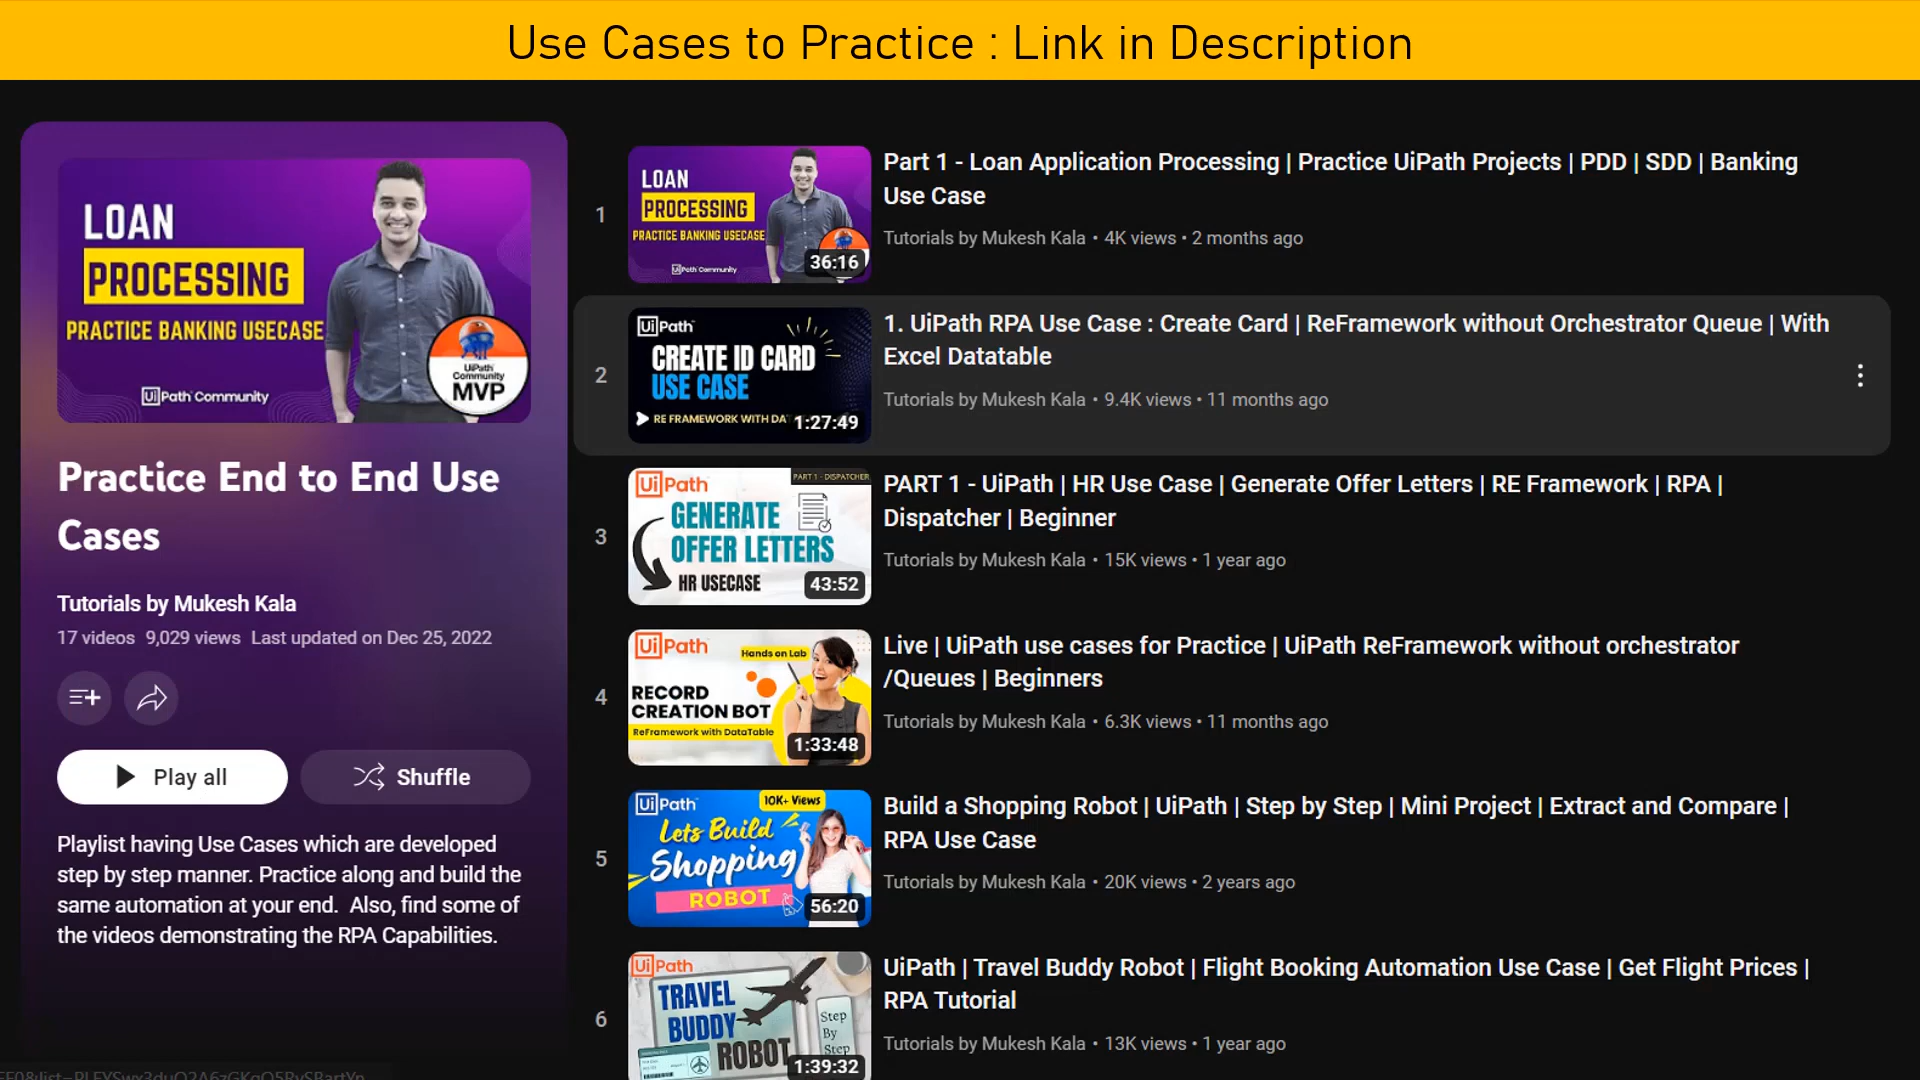 Use Cases to Practice : Link in Description
LOAN
PROCESSING
PRACTICE BANKING USECASE
UiPath Community
UiPath
Community
MVP
Practice End to End Use
Cases
Tutorials by Mukesh Kala
17 videos 9,029 views Last updated on Dec 25, 2022
Play all
Shuffle
Playlist having Use Cases which are developed
step by step manner. Practice along and build the
same automation at your end. Also, find some of
the videos demonstrating the RPA Capabilities.
1
LOAN
PROCESSING
PRACTICE BANKING USECASE
UiPath Community
36:16
Part 1 - Loan Application Processing | Practice UiPath Projects | PDD | SDD | Banking
Use Case
Tutorials by Mukesh Kala • 4K views • 2 months ago
2
UiPath
CREATE ID CARD
USE CASE
RE FRAMEWORK WITH DA
1:27:49
1. UiPath RPA Use Case : Create Card | ReFramework without Orchestrator Queue | With
Excel Datatable
Tutorials by Mukesh Kala • 9.4K views • 11 months ago
3
UiPath
PART 1 - DISPATCHER
GENERATE
OFFER LETTERS
HR USECASE
43:52
PART 1 - UiPath | HR Use Case | Generate Offer Letters | RE Framework | RPA |
Dispatcher | Beginner
Tutorials by Mukesh Kala • 15K views • 1 year ago
4
UiPath
Hands on Lab
RECORD
CREATION BOT
ReFramework with DataTable
1:33:48
Live | UiPath use cases for Practice | UiPath ReFramework without orchestrator
/Queues | Beginners
Tutorials by Mukesh Kala • 6.3K views • 11 months ago
5
UiPath
10K+ Views
Lets Build
Shopping
ROBOT
56:20
Build a Shopping Robot | UiPath | Step by Step | Mini Project | Extract and Compare |
RPA Use Case
Tutorials by Mukesh Kala • 20K views • 2 years ago
6
UiPath
TRAVEL
BUDDY
ROBOT
Step
By
Step
1:39:32
UiPath | Travel Buddy Robot | Flight Booking Automation Use Case | Get Flight Prices |
RPA Tutorial
Tutorials by Mukesh Kala • 13K views • 1 year ago